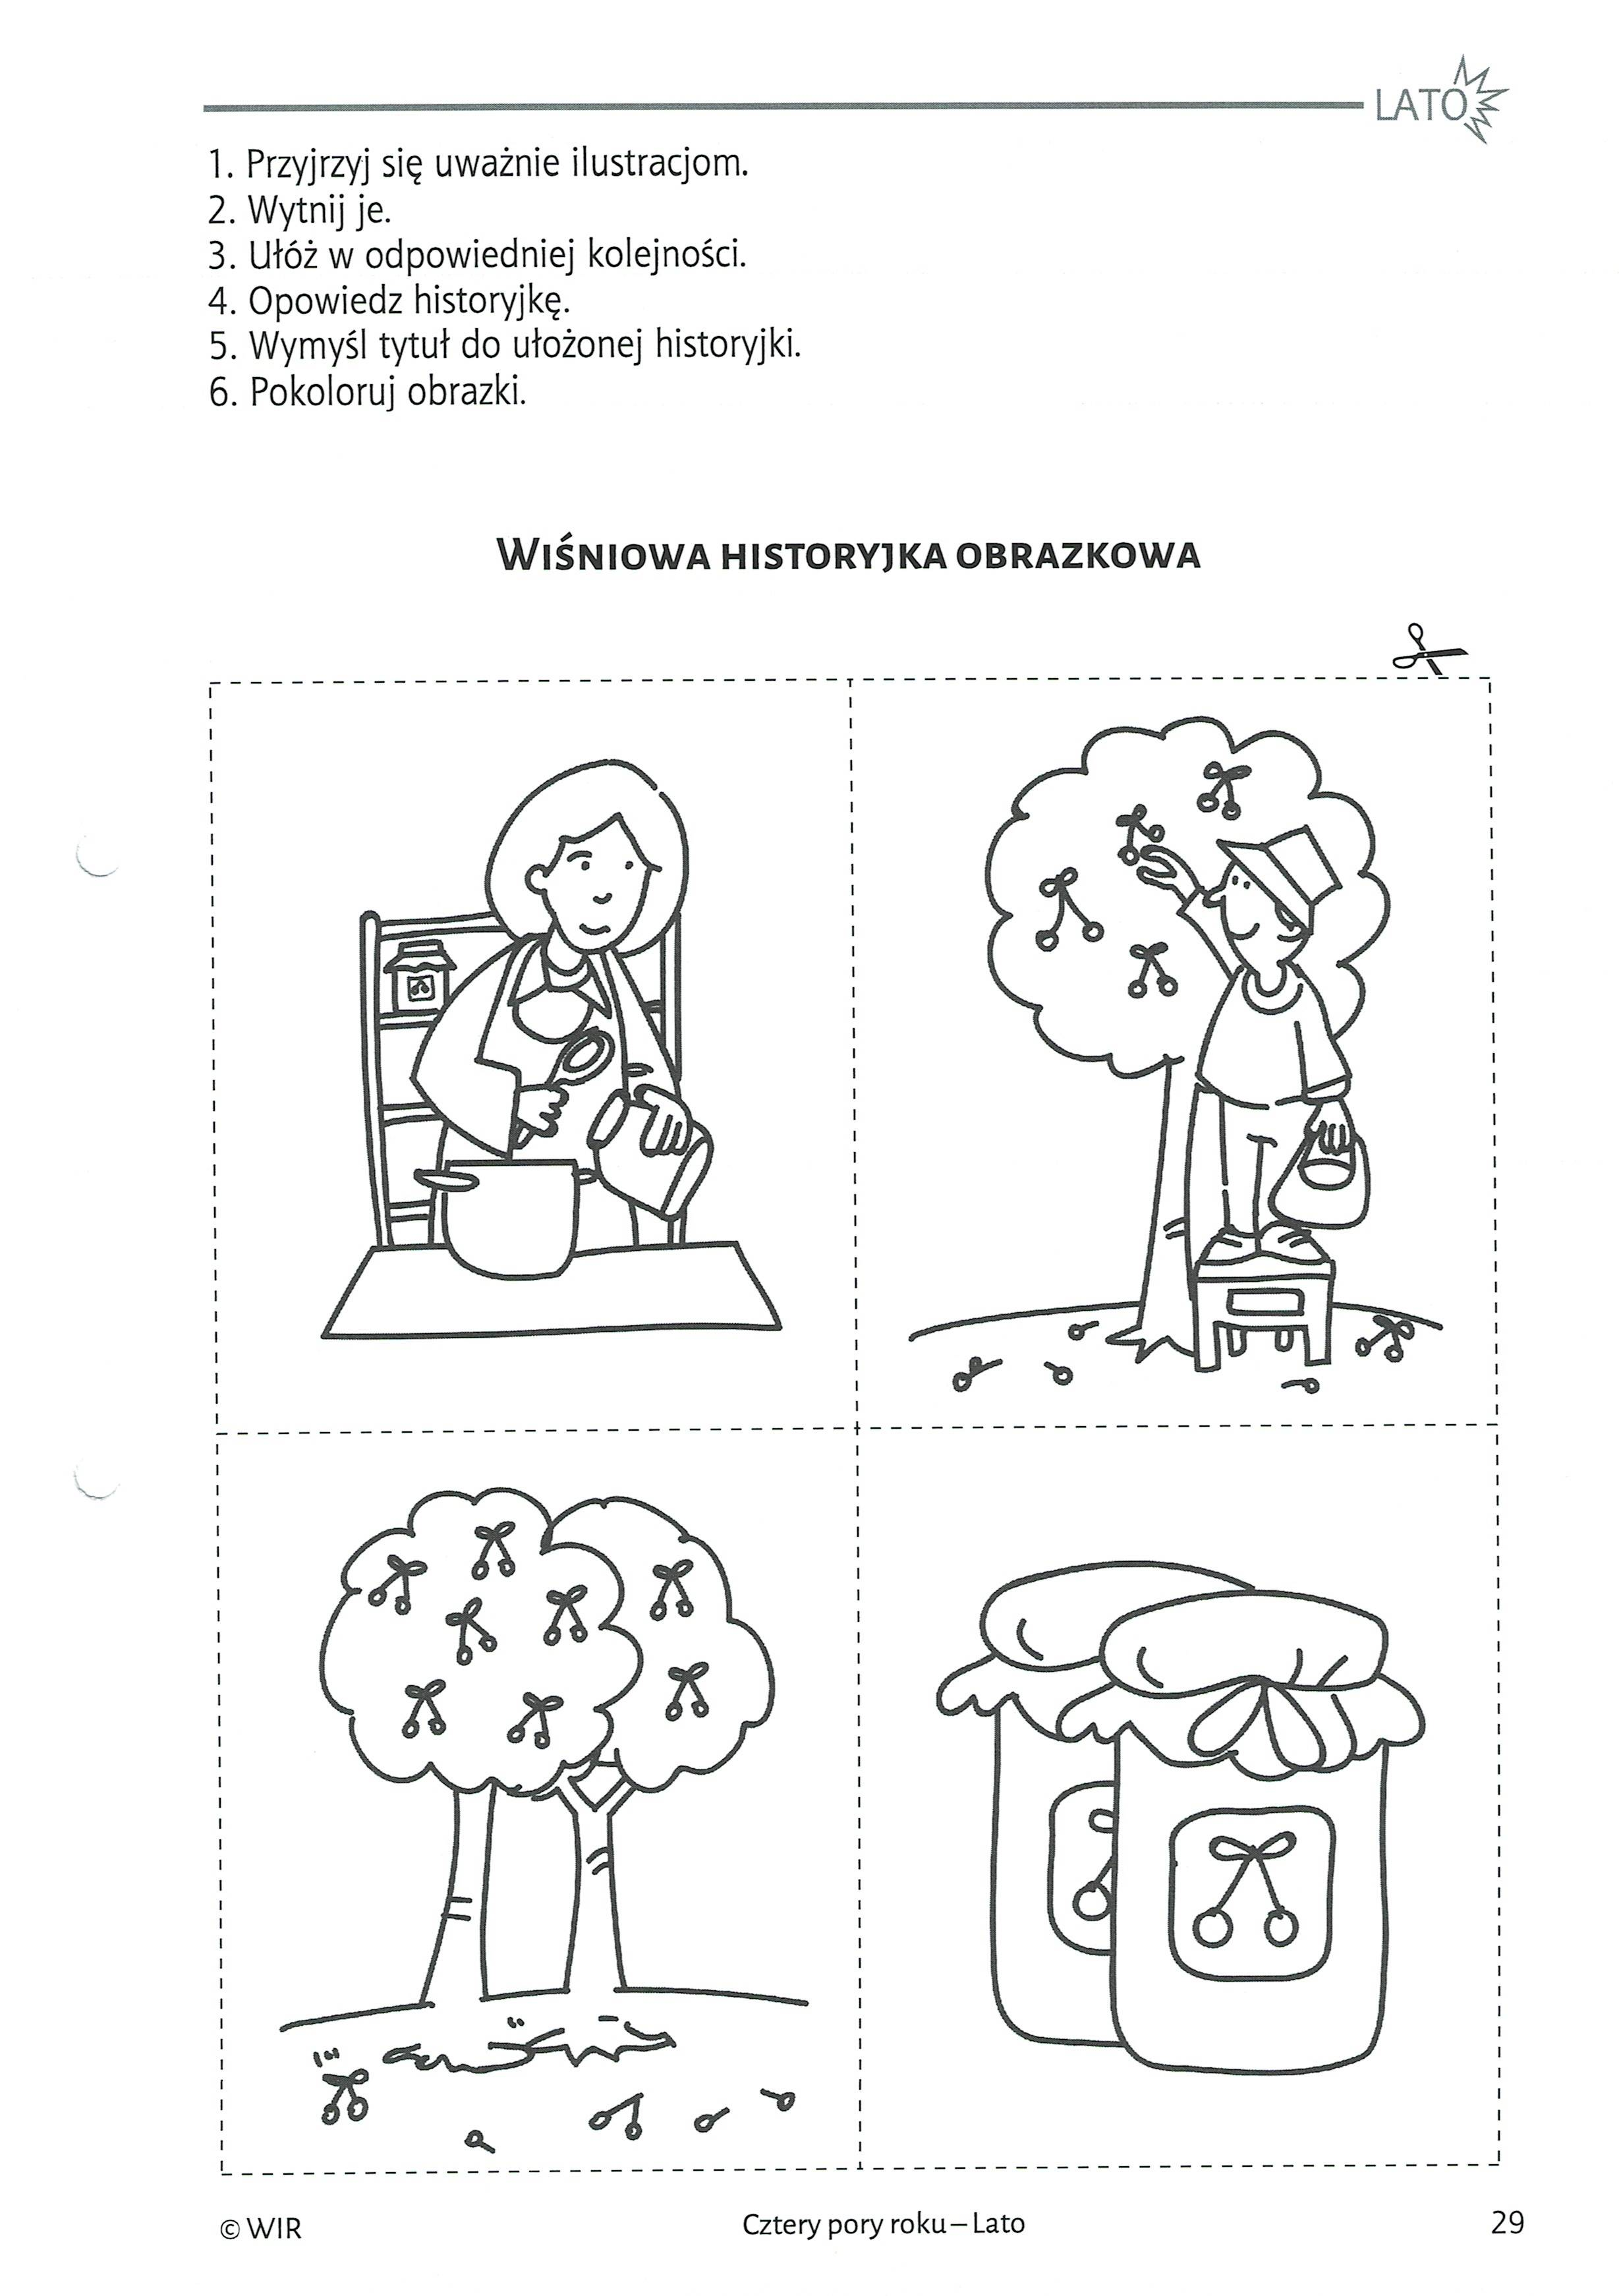 LATO
1. Przyjrzyj się uważnie ilustracjom.
2. Wytnij je.
3. Ułóż w odpowiedniej kolejności.
4. Opowiedz historyjkę.
5. Wymyśl tytuł do ułożonej historyjki.
6. Pokoloruj obrazki.
WIŚNIOWA HISTORYJKA OBRAZKOWA
© WIR
Cztery pory roku – Lato
29